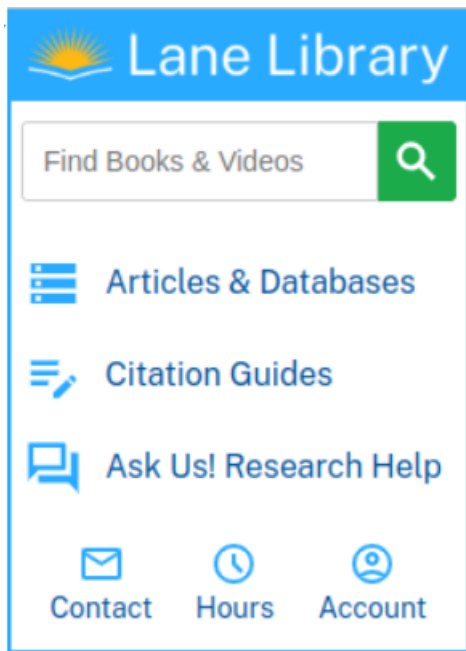 Lane Library
Find Books & Videos
Articles & Databases
Citation Guides
Ask Us! Research Help
Contact Hours Account